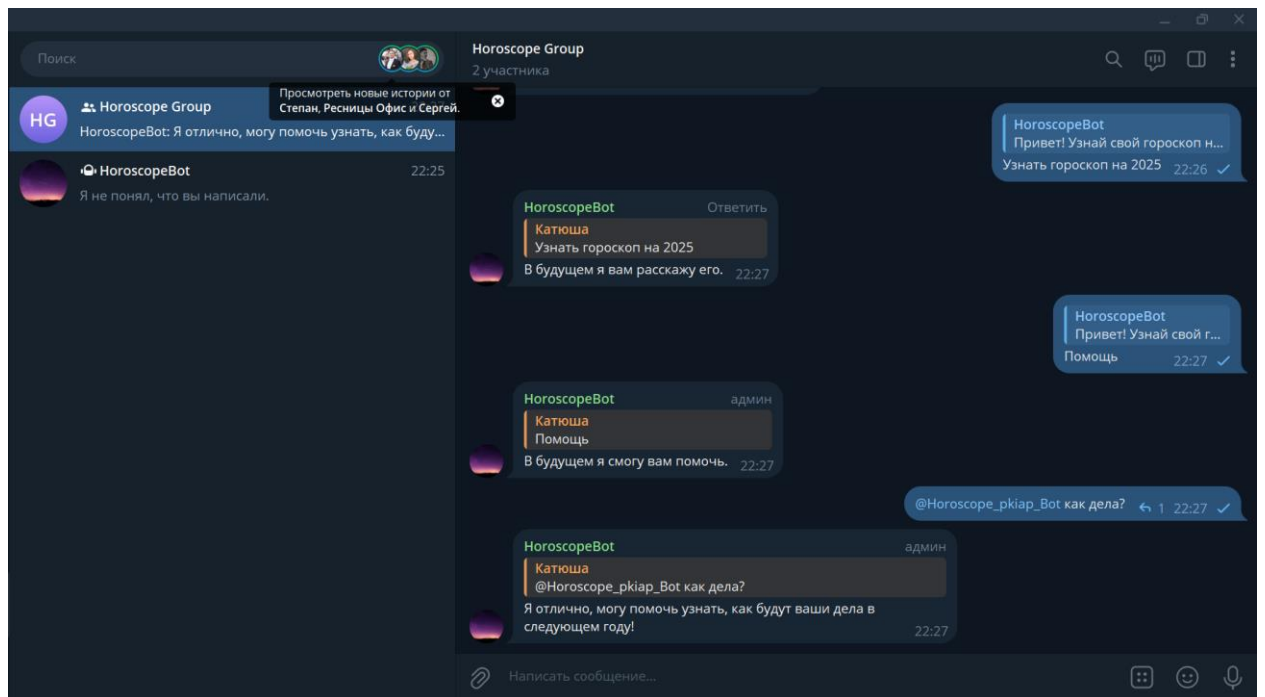 Поиск
Просмотреть новые истории от
Степан, Ресницы Офис и Сергей.
HG
Horoscope Group
HoroscopeBot: Я отлично, могу помочь узнать, как буду...
HoroscopeBot
22:25
Я не понял, что вы написали.
Horoscope Group
2 участника
HoroscopeBot
Привет! Узнай свой гороскоп н...
Узнать гороскоп на 2025
22:26
HoroscopeBot
Ответить
Катюша
Узнать гороскоп на 2025
В будущем я вам расскажу его.
22:27
HoroscopeBot
Привет! Узнай свой г...
Помощь
22:27
HoroscopeBot
админ
Катюша
Помощь
В будущем я смогу вам помочь.
22:27
@Horoscope_pkiap_Bot как дела?
1
22:27
HoroscopeBot
админ
Катюша
@Horoscope_pkiap_Bot как дела?
Я отлично, могу помочь узнать, как будут ваши дела в
следующем году!
22:27
Написать сообщение...